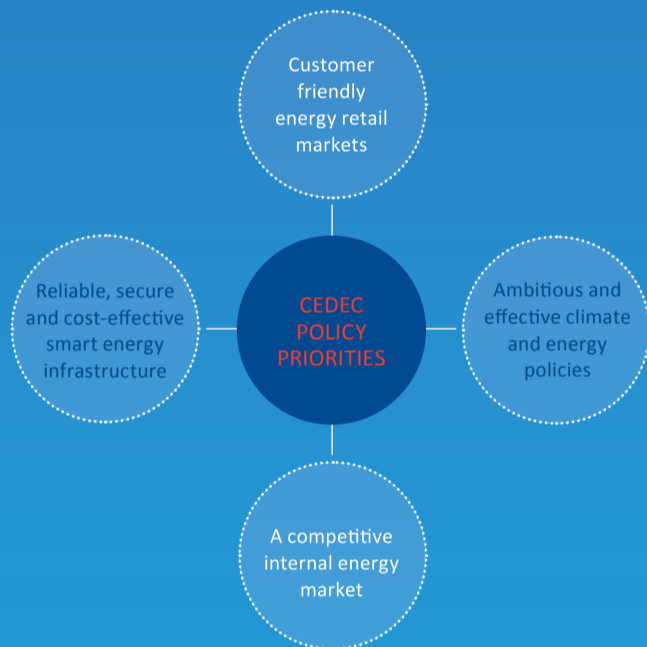 Customer
friendly
energy retail
markets
Reliable, secure
and cost-effective
smart energy
infrastructure
CEDEC
POLICY
PRIORITIES
Ambitious and
effective climate
and energy
policies
A competitive
internal energy
market